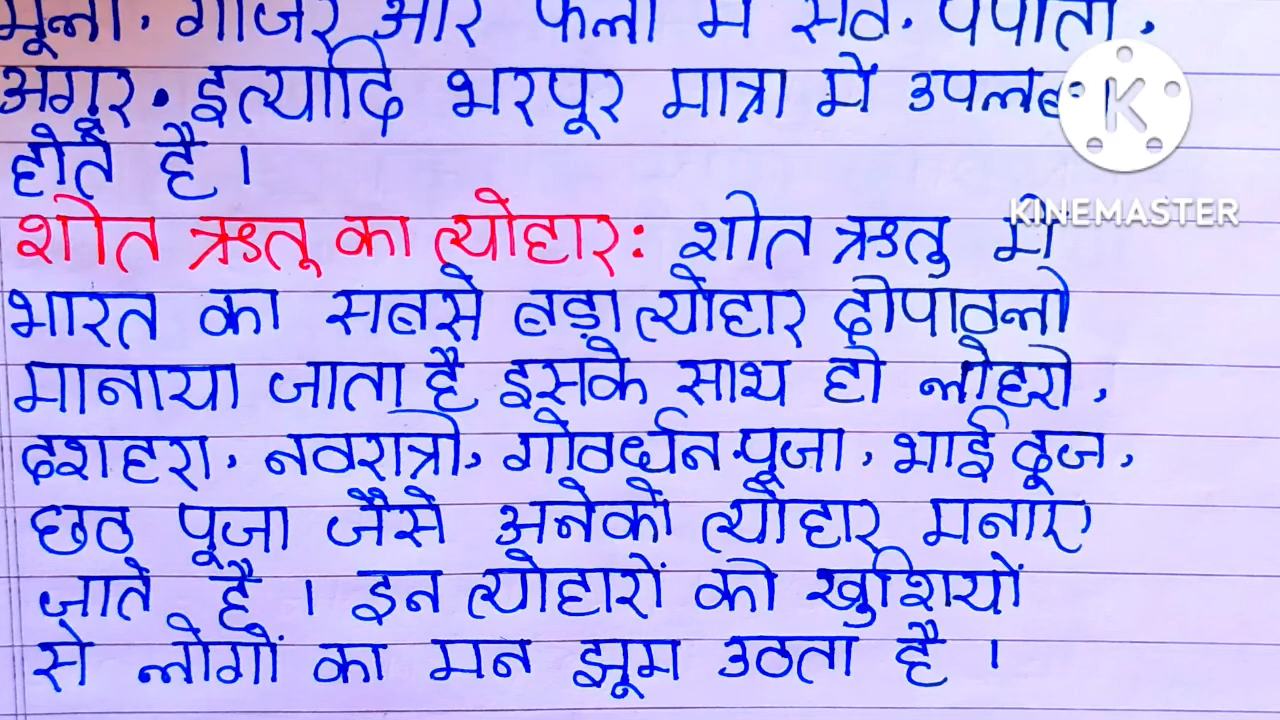 मूली, गाजर और फलों में सेव, पपीता,
अंगूर, इत्यादि भरपूर मात्रा में उपलब्ध
होते है।
शीत ऋतू का त्योहार: शीत ऋतु में
भारत का सबसे बड़ा त्योहार दीपावली
मानाया जाता है इसके साथ ही लोहरी,
दशहरा, नवरात्री, गोवर्धन पूजा, भाई दूज,
छठ पूजा जैसे अनेकों त्योहार मनाए
जाते है। इन त्योहारों की खुशियों
से लोगों का मन झूम उठता है।
KINEMASTER